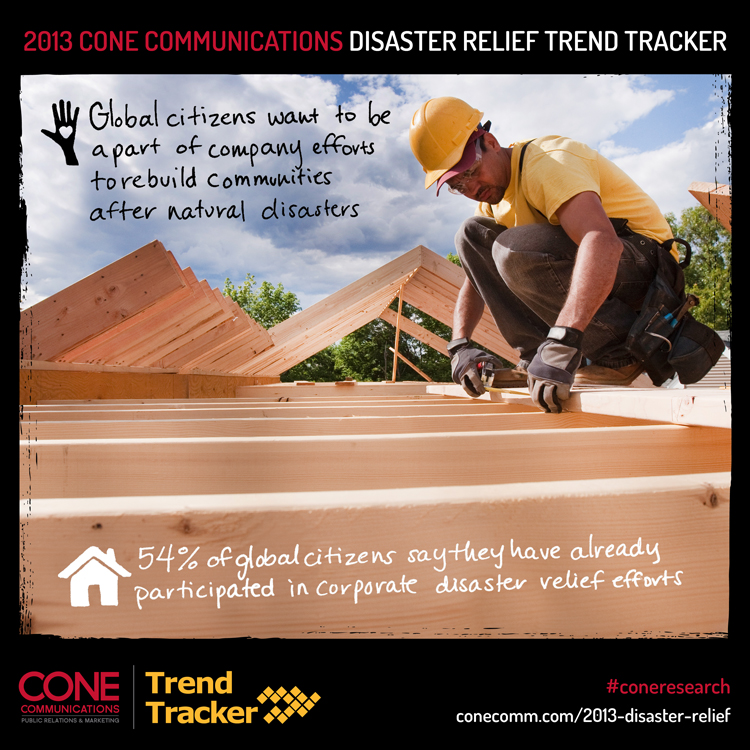 2013 CONE COMMUNICATIONS DISASTER RELIEF TREND TRACKER
Global citizens want to be
a part of company efforts
to rebuild communities
after natural disasters
54% of global citizens say they have already
participated in corporate disaster relief efforts
CONE
COMMUNICATIONS
PUBLIC RELATIONS & MARKETING
Trend
Tracker
#coneresearch
conecomm.com/2013-disaster-relief